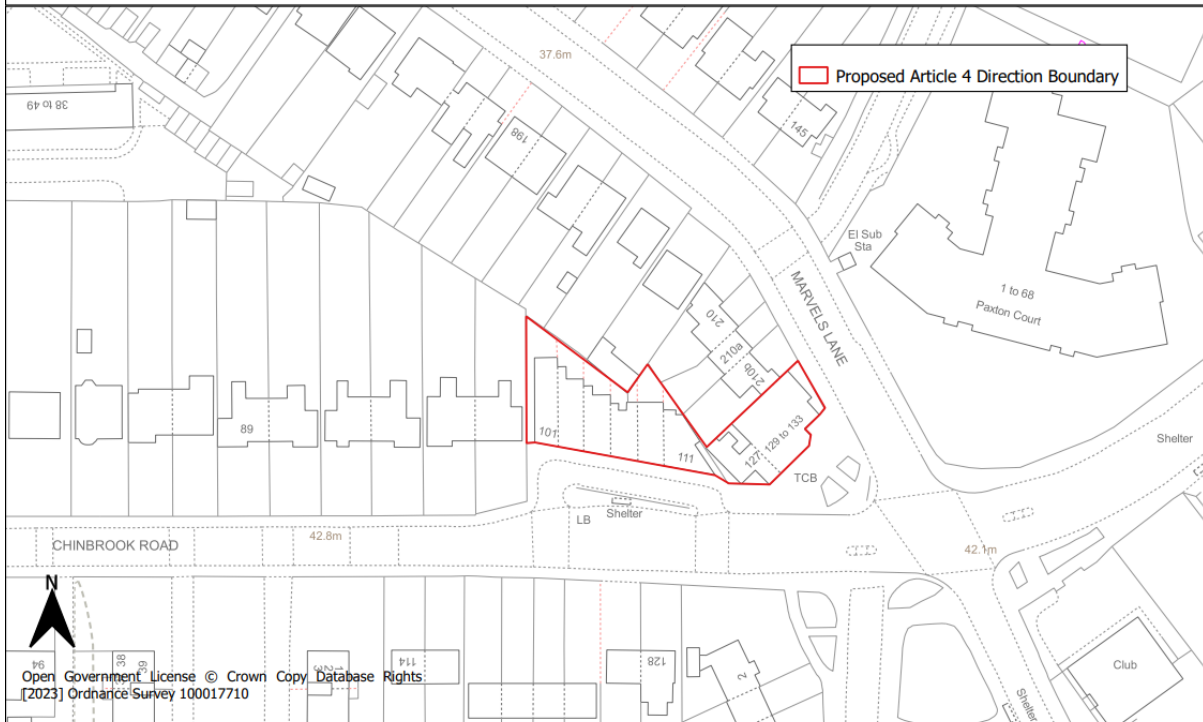 37.6m
Proposed Article 4 Direction Boundary
38 to 49
198
145
El Sub
Sta
MARVELS LANE
1 to 68
Paxton Court
210
210a
210b
89
101
111
127
129 to 133
TCB
Shelter
LB
Shelter
CHINBROOK ROAD
42.8m
42.1m
N
94
38
39
114
128
2
Club
Shelter
Open Government License © Crown Copy Database Rights
[2023] Ordnance Survey 100017710